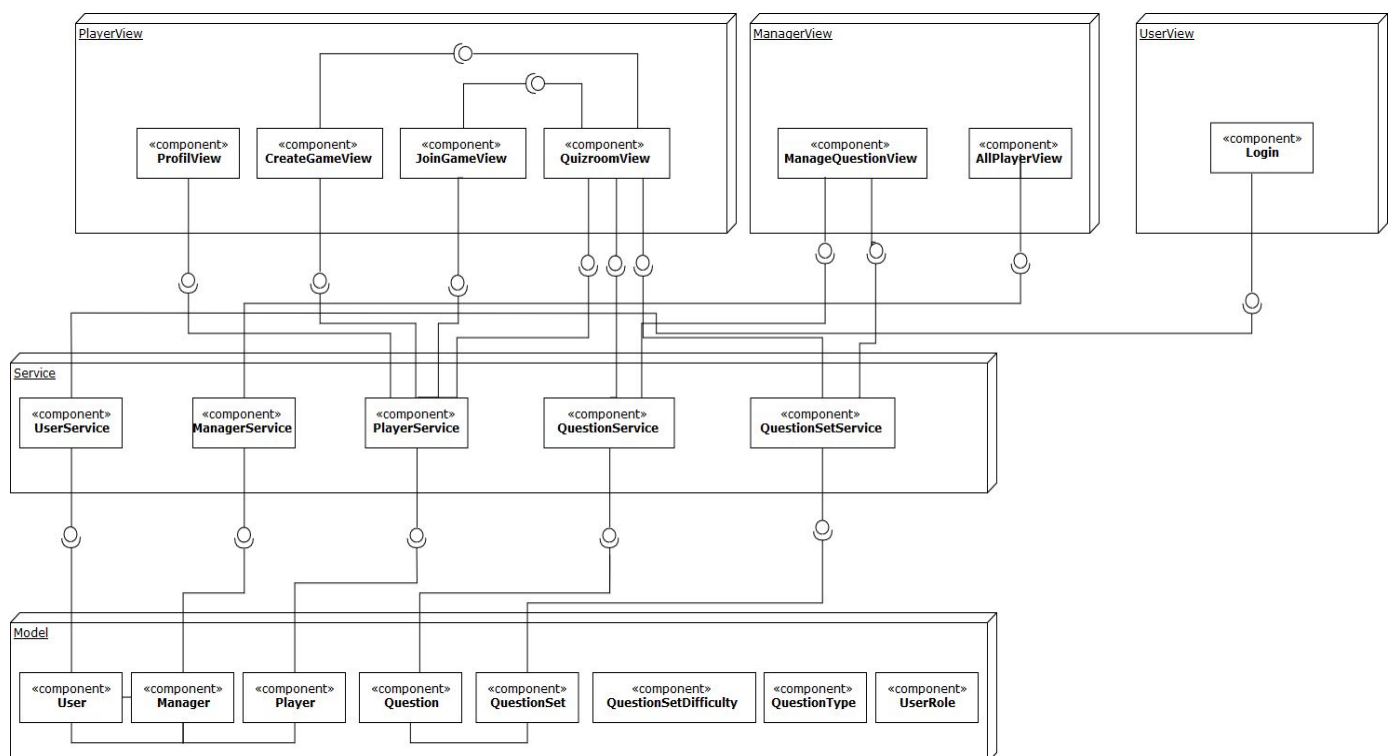 PlayerView
ManagerView
UserView
«component»
ProfilView
«component»
CreateGameView
«component»
JoinGameView
«component»
QuizroomView
«component»
ManageQuestionView
«component»
AllPlayerView
«component»
Login
Service
«component»
UserService
«component»
ManagerService
«component»
PlayerService
«component»
QuestionService
«component»
QuestionSetService
Model
«component»
User
«component»
Manager
«component»
Player
«component»
Question
«component»
QuestionSet
«component»
QuestionSetDifficulty
«component»
QuestionType
«component»
UserRole